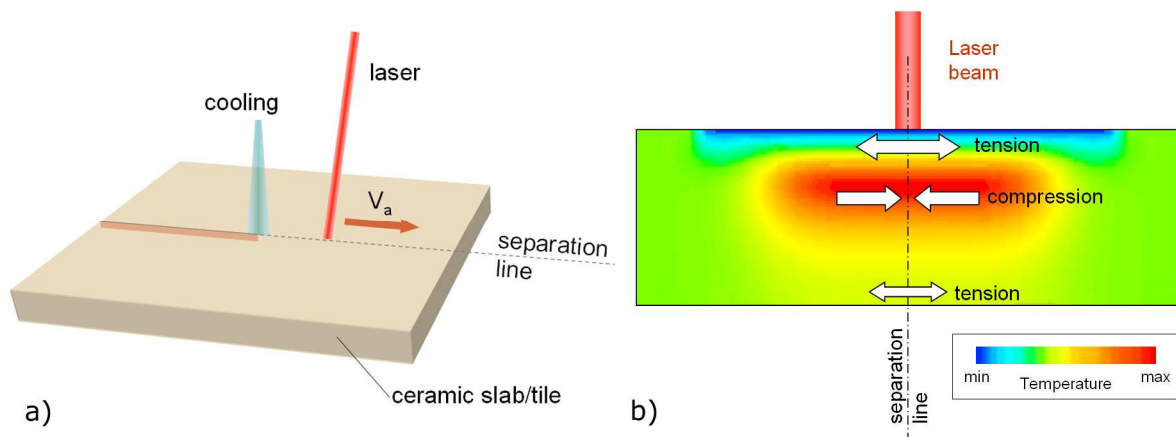 cooling
laser
Va
separation
line
ceramic slab/tile
a)
Laser
beam
tension
compression
tension
separation
line
min
Temperature
max
b)